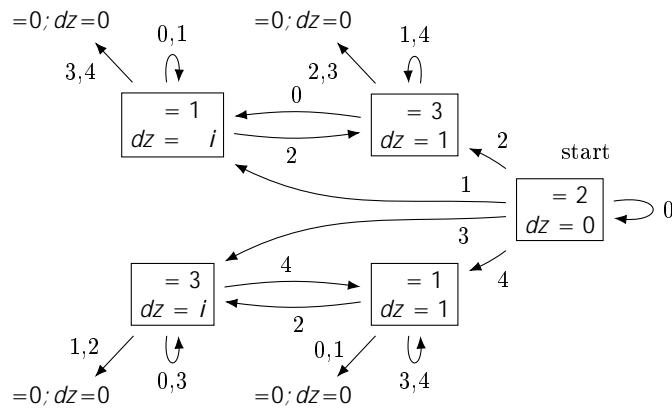 =0; dz=0
=0; dz=0
0,1
1,4
3,4
2,3
0
= 1
dz = i
= 3
dz = 1
2
2
start
1
= 2
dz = 0
0
3
4
= 3
dz = i
= 1
dz = 1
4
2
1,2
0,1
0,3
3,4
=0; dz=0
=0; dz=0